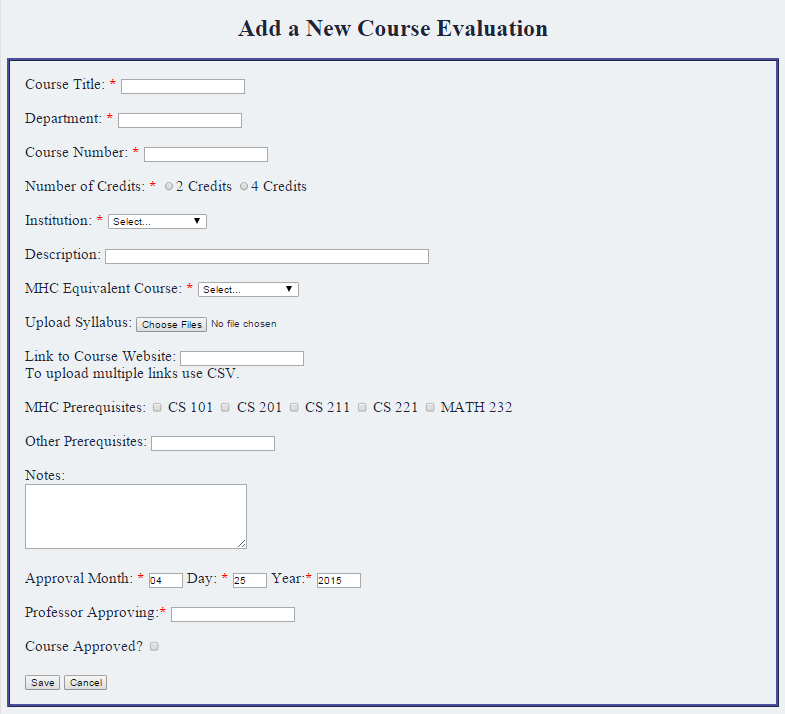 Add a New Course Evaluation
Course Title: *
Department: *
Course Number: *
Number of Credits: * 2 Credits 4 Credits
Institution: * Select... ▼
Description:
MHC Equivalent Course: * Select... ▼
Upload Syllabus: Choose Files No file chosen
Link to Course Website:
To upload multiple links use CSV.
MHC Prerequisites: CS 101 CS 201 CS 211 CS 221 MATH 232
Other Prerequisites:
Notes:
Approval Month: * 04 Day: * 25 Year:* 2015
Professor Approving:*
Course Approved?
Save Cancel